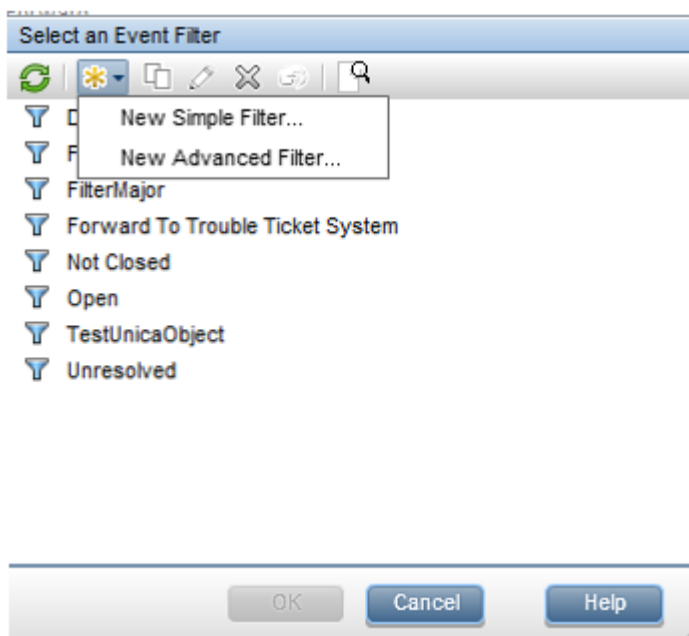 Select an Event Filter
New Simple Filter...
New Advanced Filter...
FilterMajor
Forward To Trouble Ticket System
Not Closed
Open
TestUnicaObject
Unresolved
OK
Cancel
Help